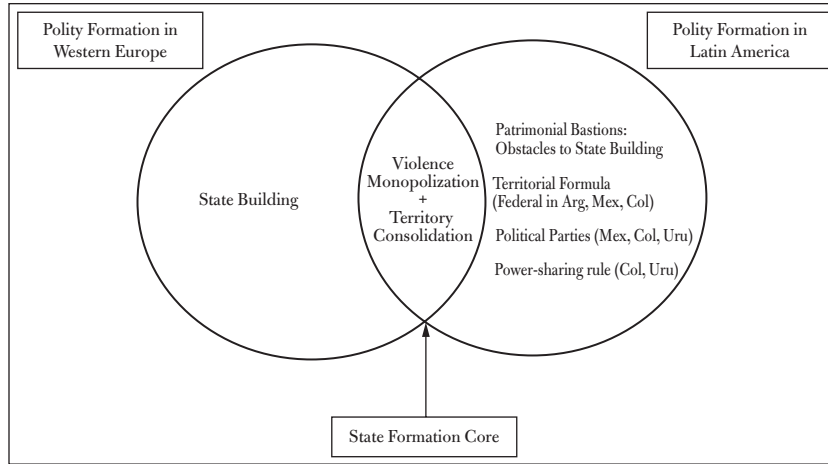 Polity Formation in
Western Europe
Polity Formation in
Latin America
State Building
Violence
Monopolization
+
Territory
Consolidation
Patrimonial Bastions:
Obstacles to State Building
Territorial Formula
(Federal in Arg, Mex, Col)
Political Parties (Mex, Col, Uru)
Power-sharing rule (Col, Uru)
State Formation Core